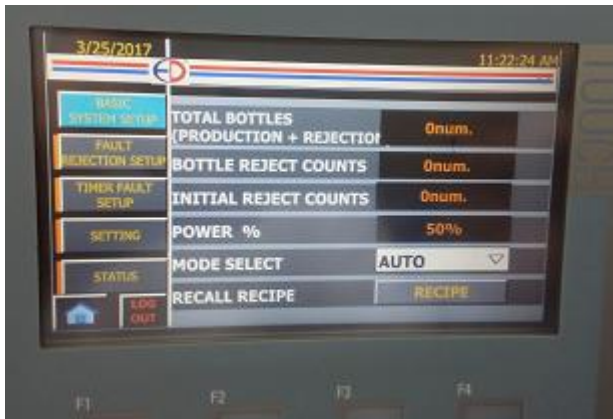 3/25/2017
11:22:24 AM
ED
BASIC
SYSTEM SETUP
FAULT
REJECTION SETUP
TIMER FAULT
SETUP
SETTING
STATUS
LOG
OUT
TOTAL BOTTLES
(PRODUCTION + REJECTION
0num.
BOTTLE REJECT COUNTS
0num.
INITIAL REJECT COUNTS
0num.
POWER %
50%
MODE SELECT
AUTO
RECALL RECIPE
RECIPE
TOUCH
F1
F2
F3
F4